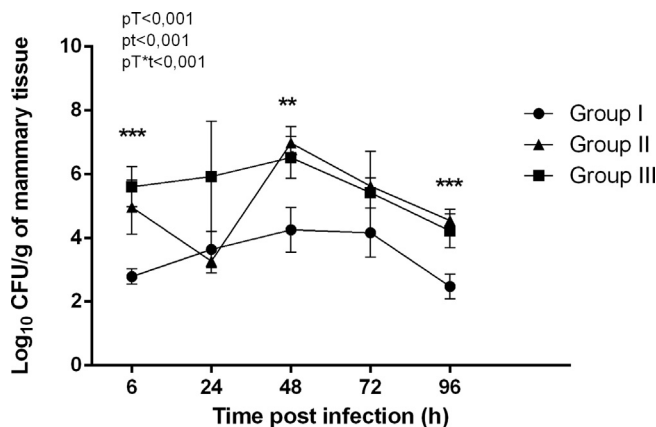 pT<0,001
pt<0,001
pT*t<0,001
Log₁₀ CFU/g of mammary tissue
10
8
6
4
2
0
***
**
***
Group I
Group II
Group III
6 24 48 72 96
Time post infection (h)